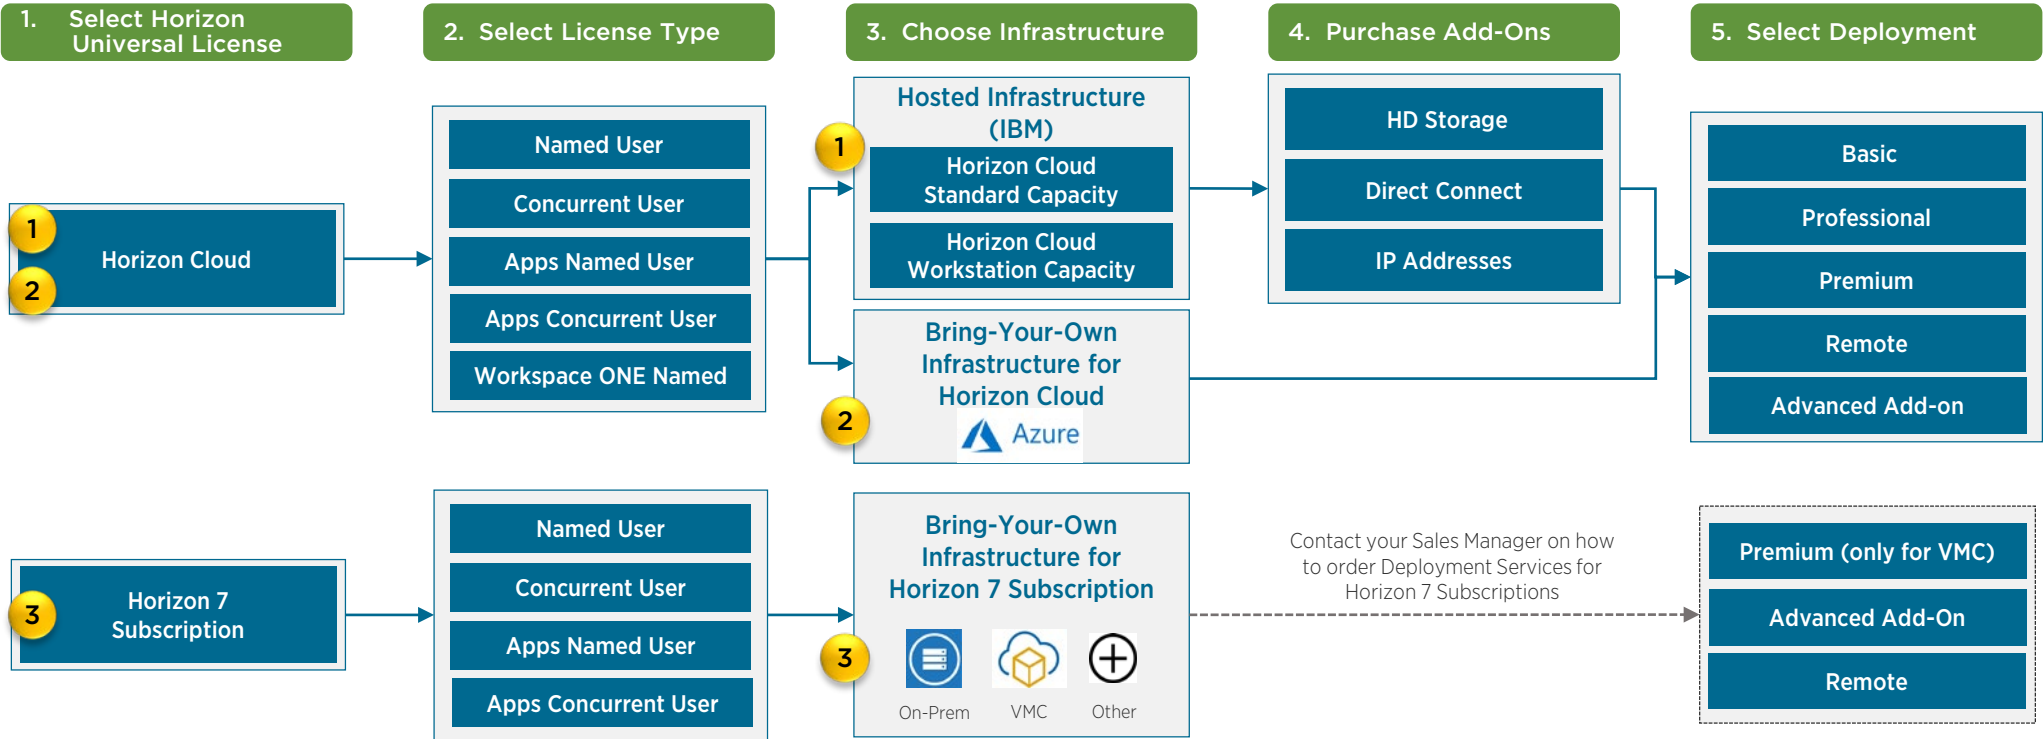 1. Select Horizon
Universal License
2. Select License Type
3. Choose Infrastructure
4. Purchase Add-Ons
5. Select Deployment
1
2
Horizon Cloud
Named User
Concurrent User
Apps Named User
Apps Concurrent User
Workspace ONE Named
Hosted Infrastructure
(IBM)
1
Horizon Cloud
Standard Capacity
Horizon Cloud
Workstation Capacity
Bring-Your-Own
Infrastructure for
Horizon Cloud
2
Azure
HD Storage
Direct Connect
IP Addresses
Basic
Professional
Premium
Remote
Advanced Add-on
3
Horizon 7
Subscription
Named User
Concurrent User
Apps Named User
Apps Concurrent User
Bring-Your-Own
Infrastructure for
Horizon 7 Subscription
3
On-Prem
VMC
Other
Contact your Sales Manager on how
to order Deployment Services for
Horizon 7 Subscriptions
Premium (only for VMC)
Advanced Add-On
Remote